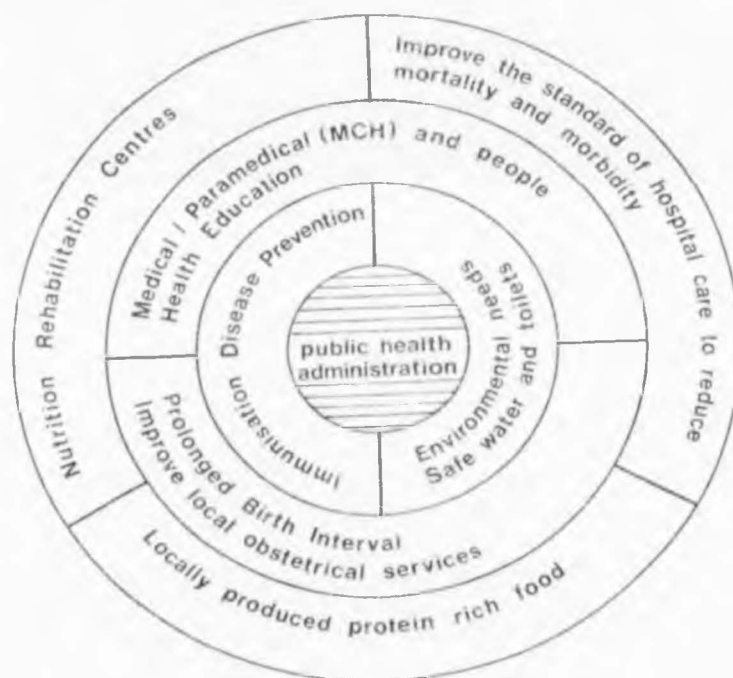 Improve the standard of hospital care to reduce
mortality and morbidity
Nutrition Rehabilitation Centres
Locally produced protein rich food
Medical / Paramedical (MCH) and people
Health Education
Prolonged Birth Interval
Improve local obstetrical services
Immunisation Disease Prevention
Environmental needs
Safe water and toilets
public health
administration